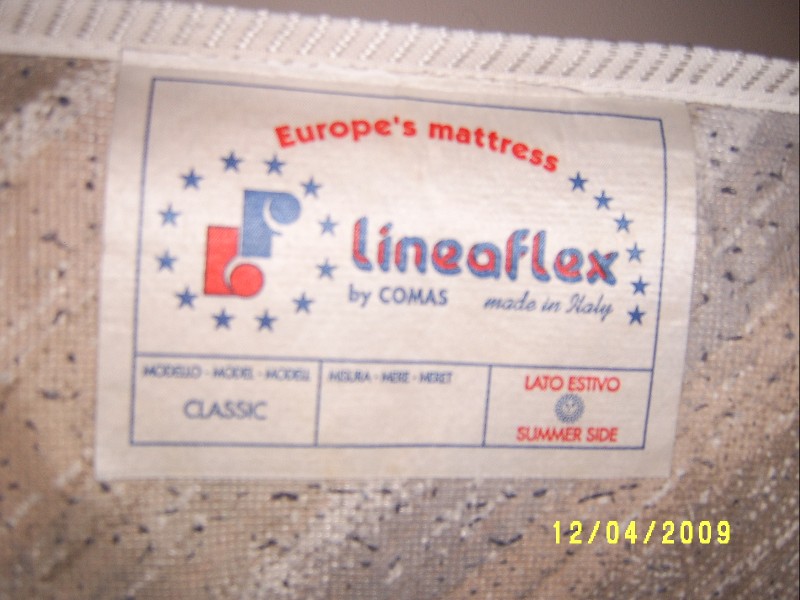 Europe's mattress
lineaflex
by COMAS made in Italy
MODELLO - MODEL - MODELL
CLASSIC
MISURA - MERE - MERET
LATO ESTIVO
SUMMER SIDE
12/04/2009